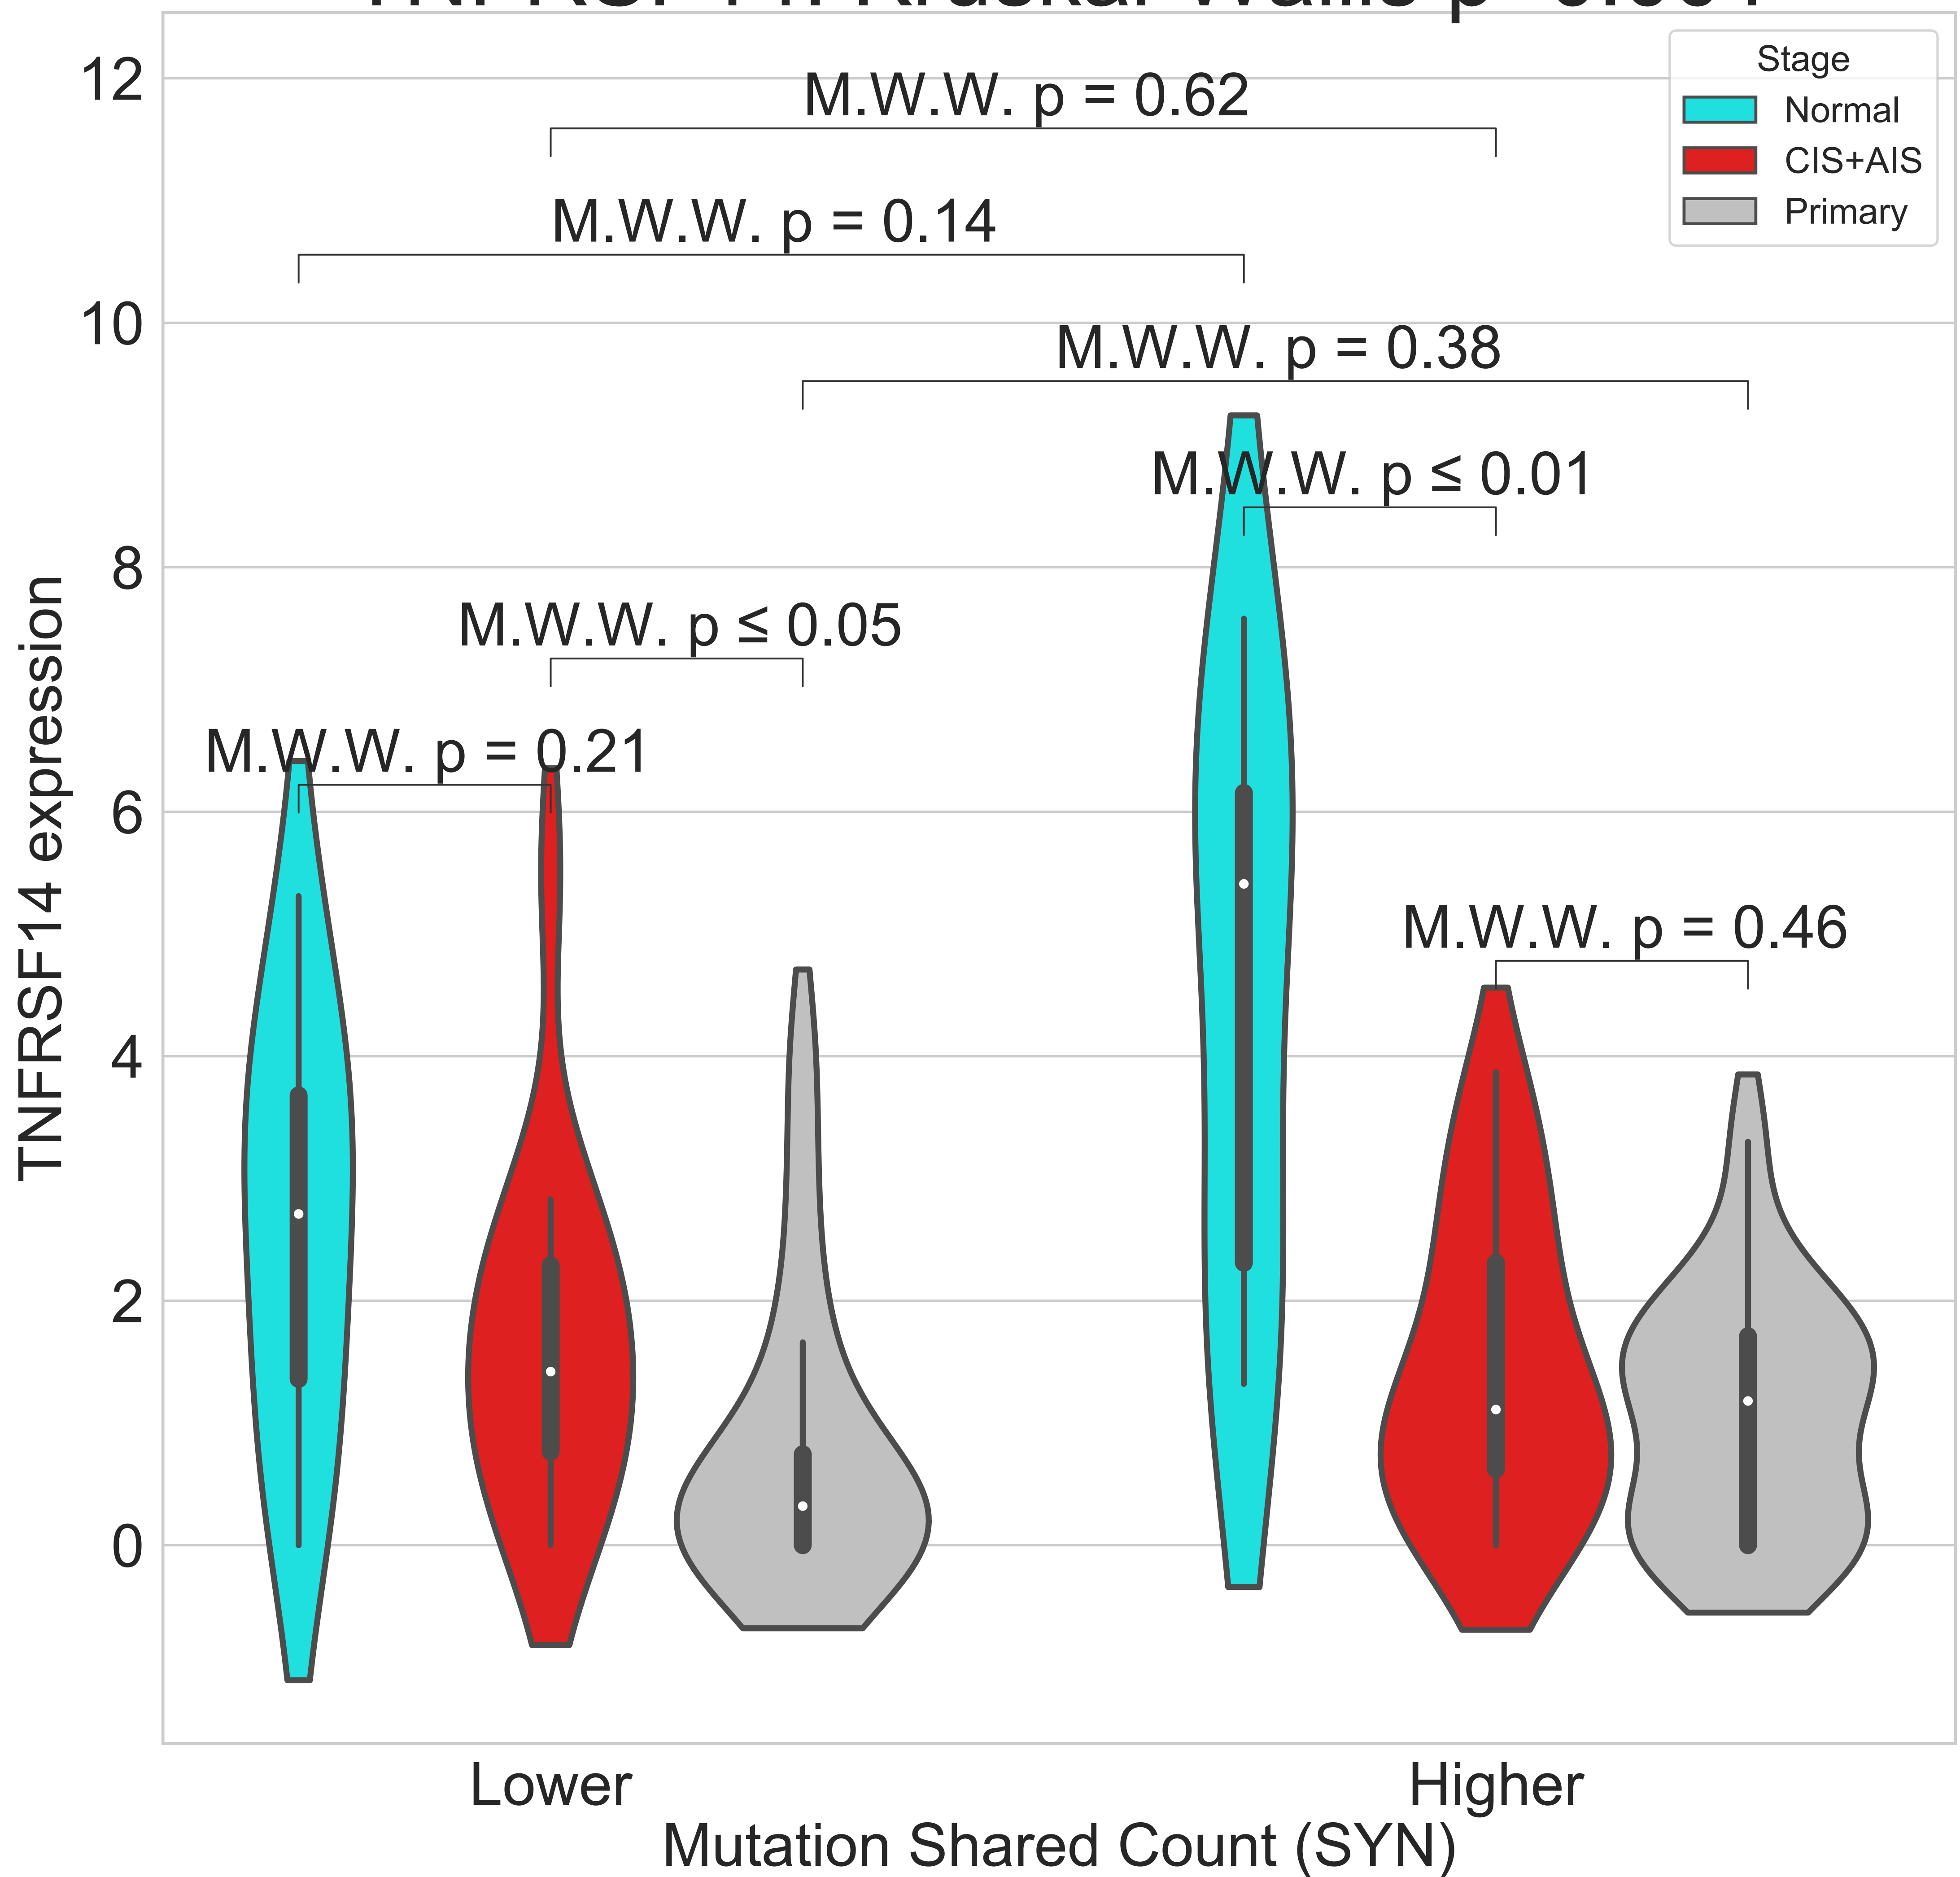 12
10
8
6
4
2
0
TNFRSF14 expression
M.W.W. p = 0.62
M.W.W. p = 0.14
M.W.W. p = 0.38
M.W.W. p ≤ 0.01
M.W.W. p ≤ 0.05
M.W.W. p = 0.21
M.W.W. p = 0.46
Stage
Normal
CIS+AIS
Primary
Lower
Higher
Mutation Shared Count (SYN)